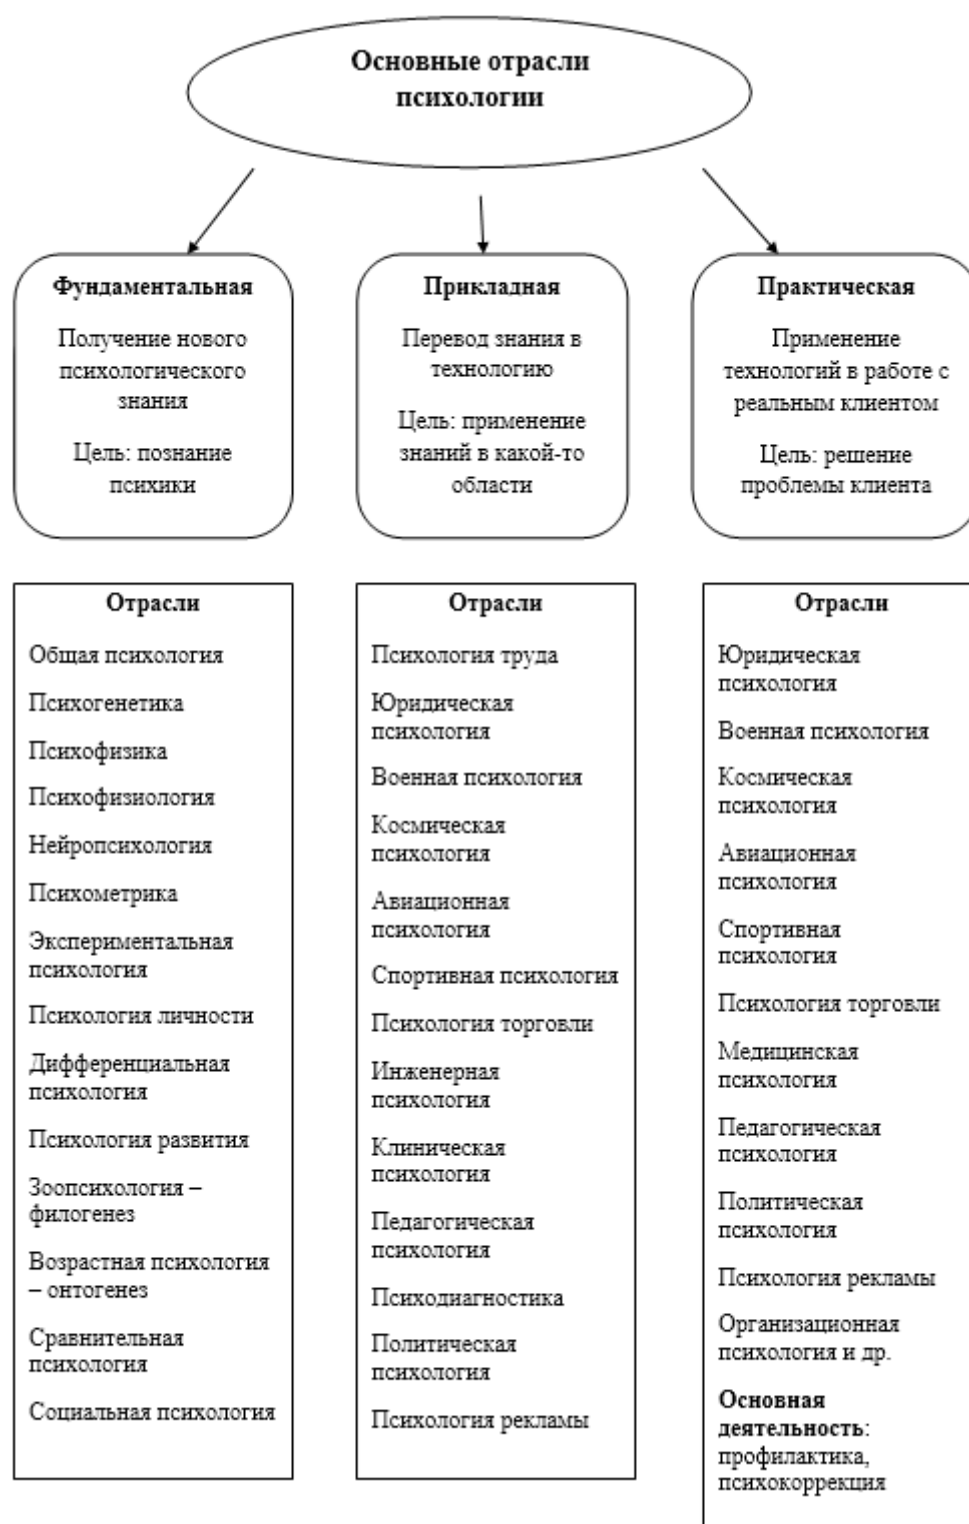 Основные отрасли
психологии
Фундаментальная
Получение нового
психологического
знания
Цель: познание
психики
Прикладная
Перевод знания в
технологию
Цель: применение
знаний в какой-то
области
Практическая
Применение
технологий в работе с
реальным клиентом
Цель: решение
проблемы клиента
Отрасли
Общая психология
Психогенетика
Психофизика
Психофизиология
Нейропсихология
Психометрика
Экспериментальная
психология
Психология личности
Дифференциальная
психология
Психология развития
Зоопсихология –
филогенез
Возрастная психология
– онтогенез
Сравнительная
психология
Социальная психология
Отрасли
Психология труда
Юридическая
психология
Военная психология
Космическая
психология
Авиационная
психология
Спортивная психология
Психология торговли
Инженерная
психология
Клиническая
психология
Педагогическая
психология
Психодиагностика
Политическая
психология
Психология рекламы
Отрасли
Юридическая
психология
Военная психология
Космическая
психология
Авиационная
психология
Спортивная
психология
Психология торговли
Медицинская
психология
Педагогическая
психология
Политическая
психология
Психология рекламы
Организационная
психология и др.
Основная
деятельность:
профилактика,
психокоррекция